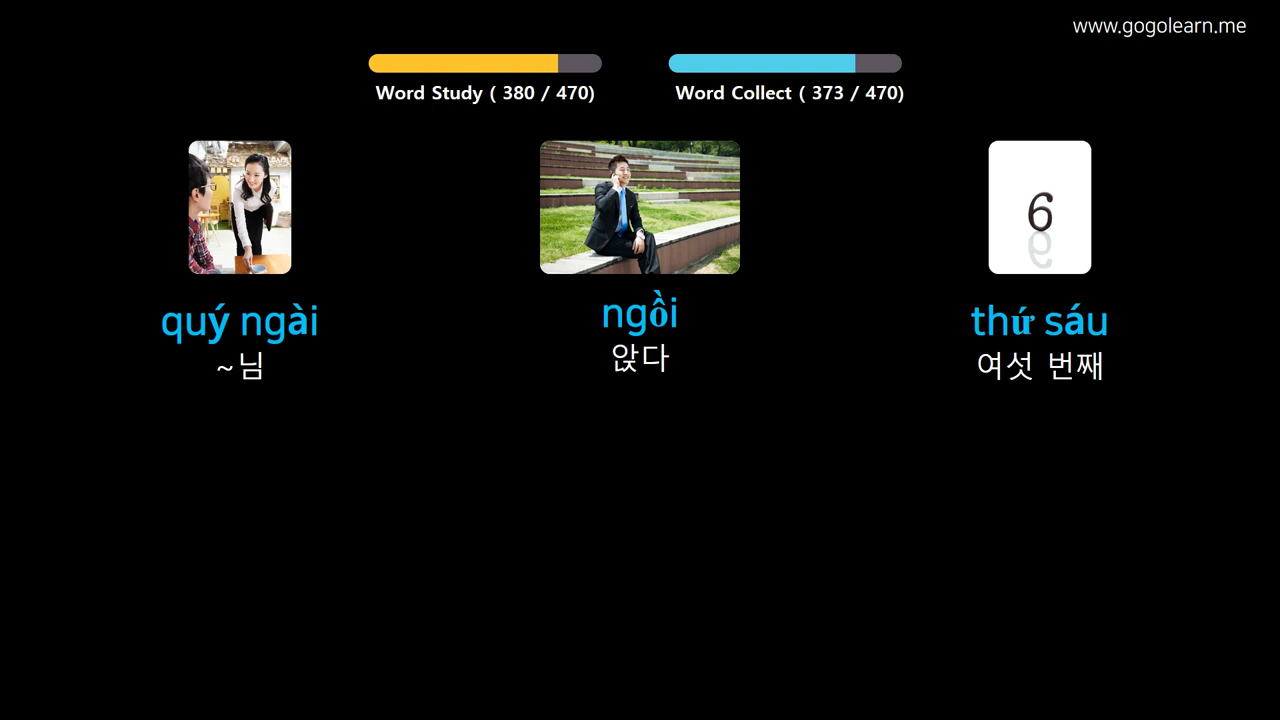 www.gogolearn.me
Word Study ( 380 / 470)
Word Collect ( 373 / 470)
6
quý ngài
~님
ngồi
앉다
thứ sáu
여섯 번째